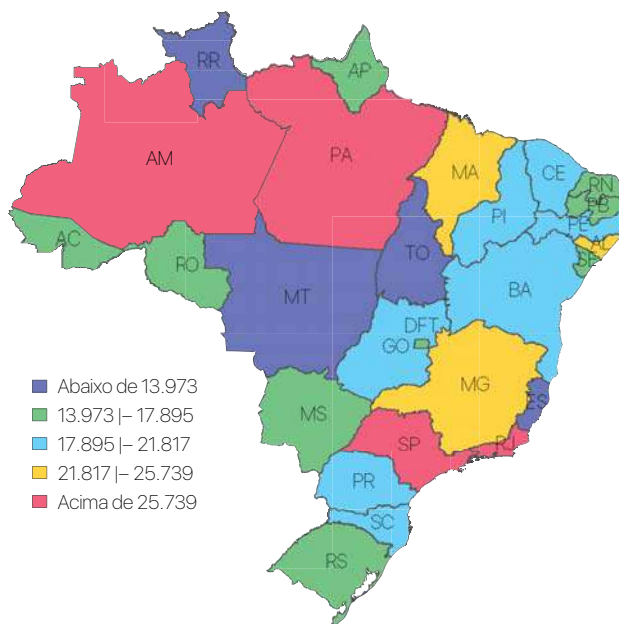 RR
AP
AM
PA
MA
CE
RN
PB
PI
PE
AC
TO
AL
SE
RO
BA
MT
DFT
GO
MG
ES
MS
SP
RJ
PR
SC
RS
Abaixo de 13.973
13.973 |– 17.895
17.895 |– 21.817
21.817 |– 25.739
Acima de 25.739